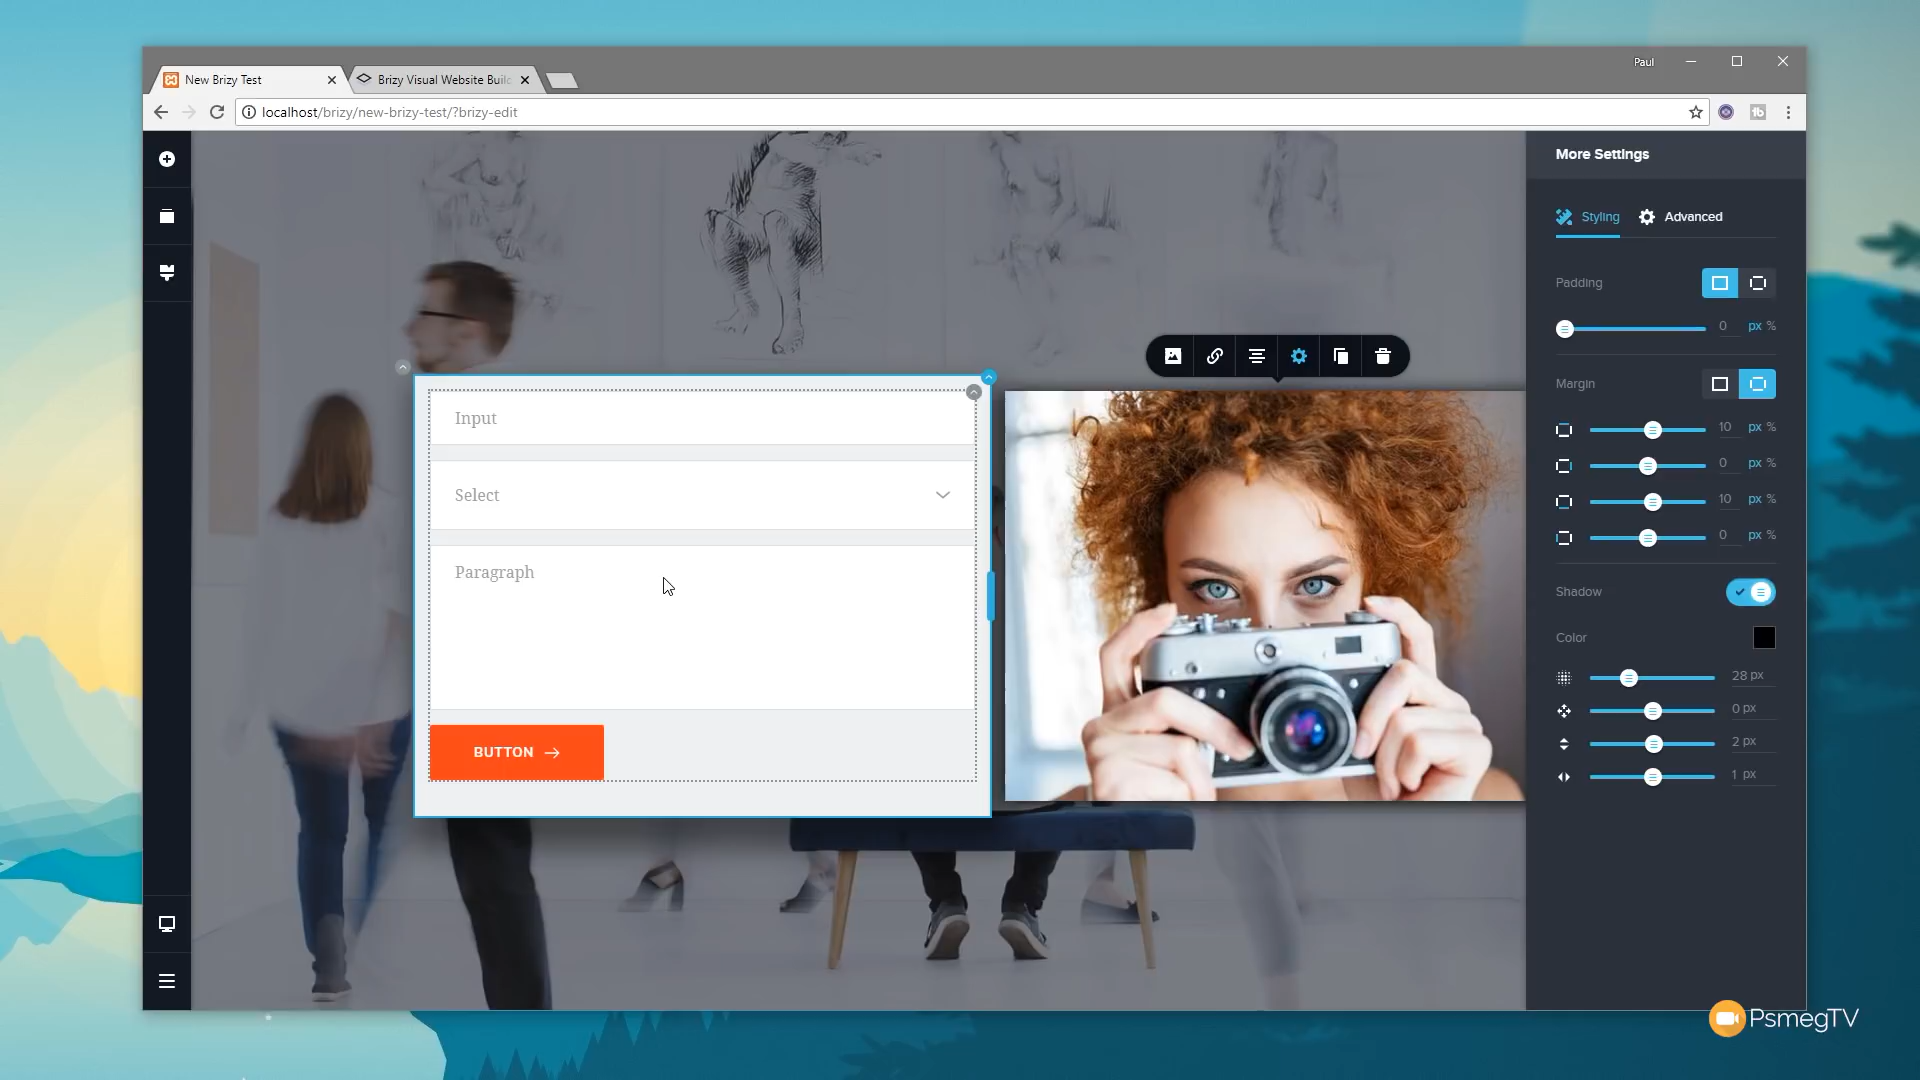 Paul
New Brizy Test
Brizy Visual Website Buil
localhost/brizy/new-brizy-test/?brizy-edit
More Settings
Styling
Advanced
Padding
0 px %
Margin
10 px %
0 px %
10 px %
0 px %
Shadow
Color
28 px
0 px
2 px
1 px
Input
Select
Paragraph
BUTTON →
PsmegTV